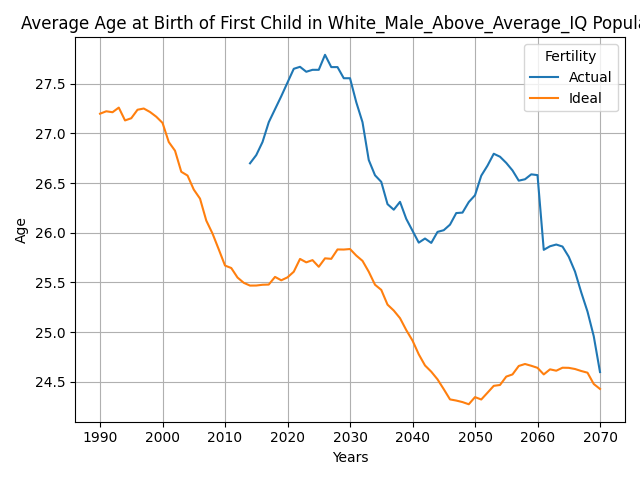 Average Age at Birth of First Child in White_Male_Above_Average_IQ Popula
Fertility
Actual
Ideal
27.5
27.0
26.5
26.0
25.5
25.0
24.5
Age
1990 2000 2010 2020 2030 2040 2050 2060 2070
Years